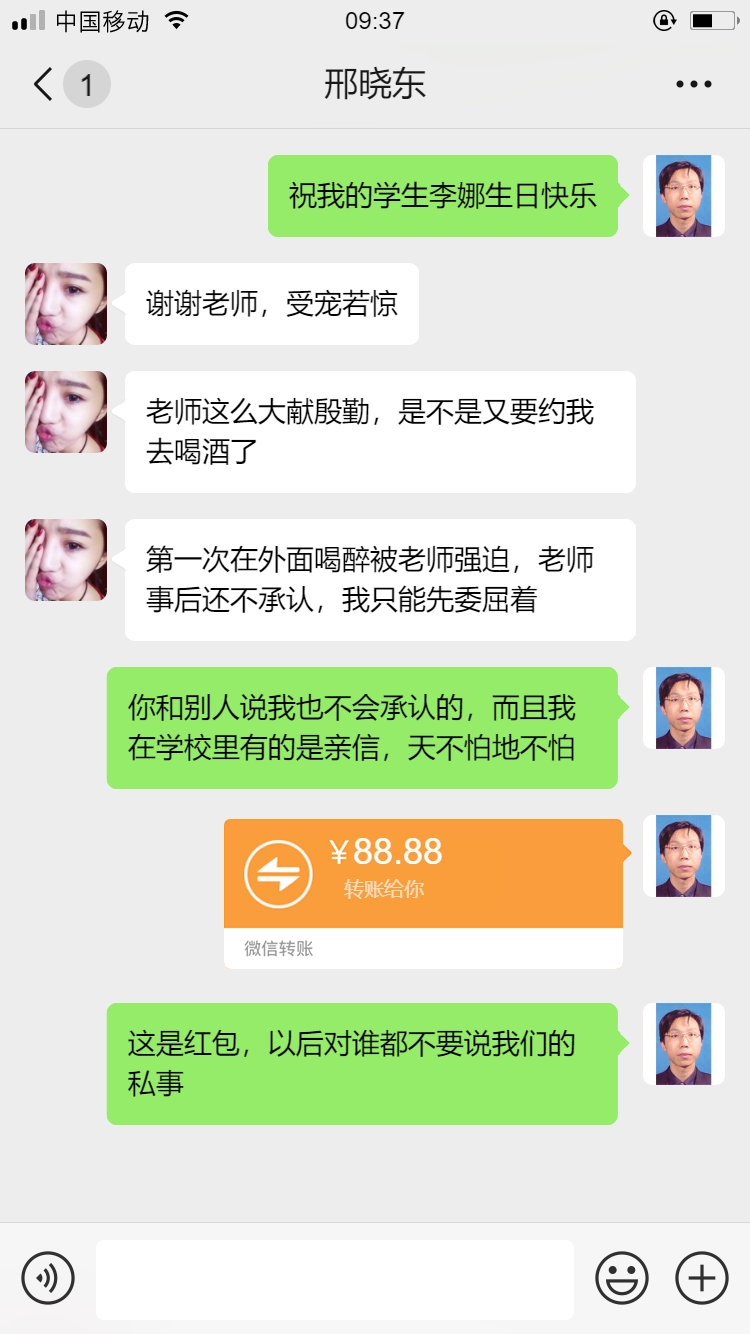 中国移动
09:37
1
邢晓东
祝我的学生李娜生日快乐
谢谢老师，受宠若惊
老师这么大献殷勤，是不是又要约我
去喝酒了
第一次在外面喝醉被老师强迫，老师
事后还不承认，我只能先委屈着
你和别人说我也不会承认的，而且我
在学校里有的是亲信，天不怕地不怕
￥88.88
转账给你
微信转账
这是红包，以后对谁都不要说我们的
私事